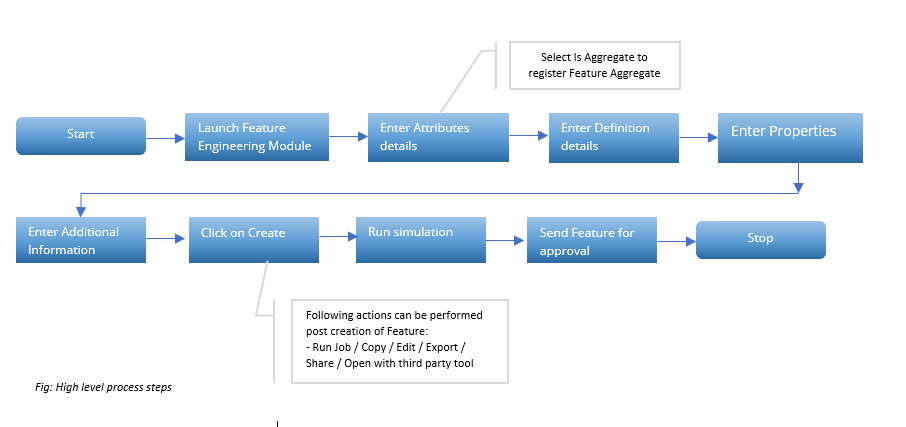 Select Is Aggregate to
register Feature Aggregate
Start
Launch Feature
Engineering Module
Enter Attributes
details
Enter Definition
details
Enter Properties
Enter Additional
Information
Click on Create
Run simulation
Send Feature for
approval
Stop
Following actions can be performed
post creation of Feature:
- Run Job / Copy / Edit / Export /
Share / Open with third party tool
Fig: High level process steps